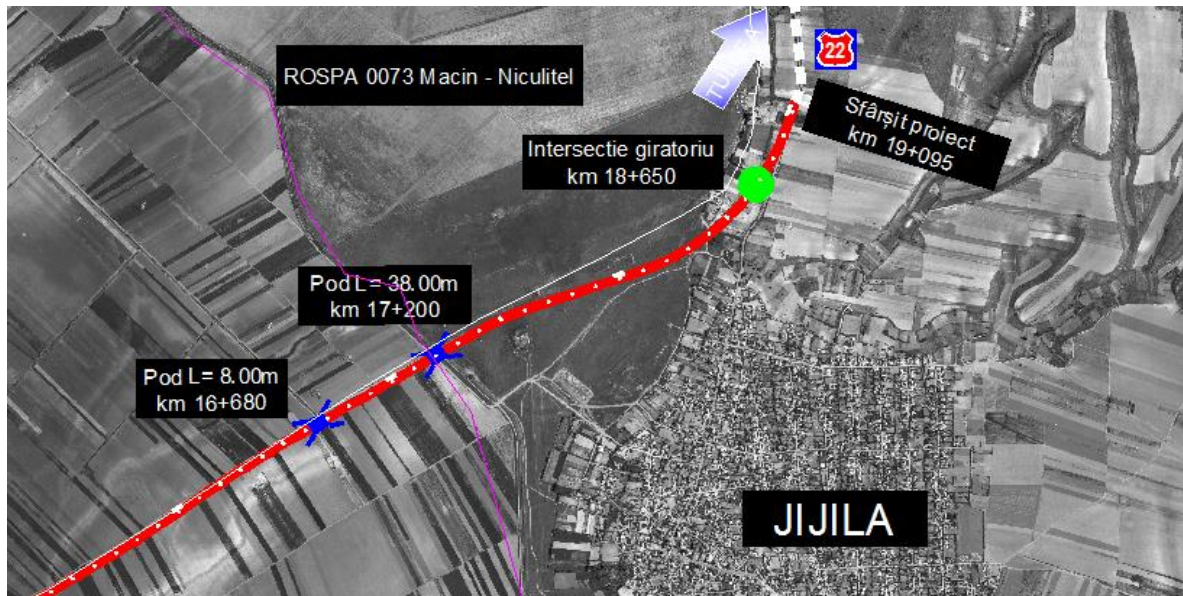 22
ROSPA 0073 Macin - Niculitel
Sfârșit proiect
km 19+095
Intersectie giratoriu
km 18+650
Pod L= 38.00m
km 17+200
Pod L= 8.00m
km 16+680
JIJILA